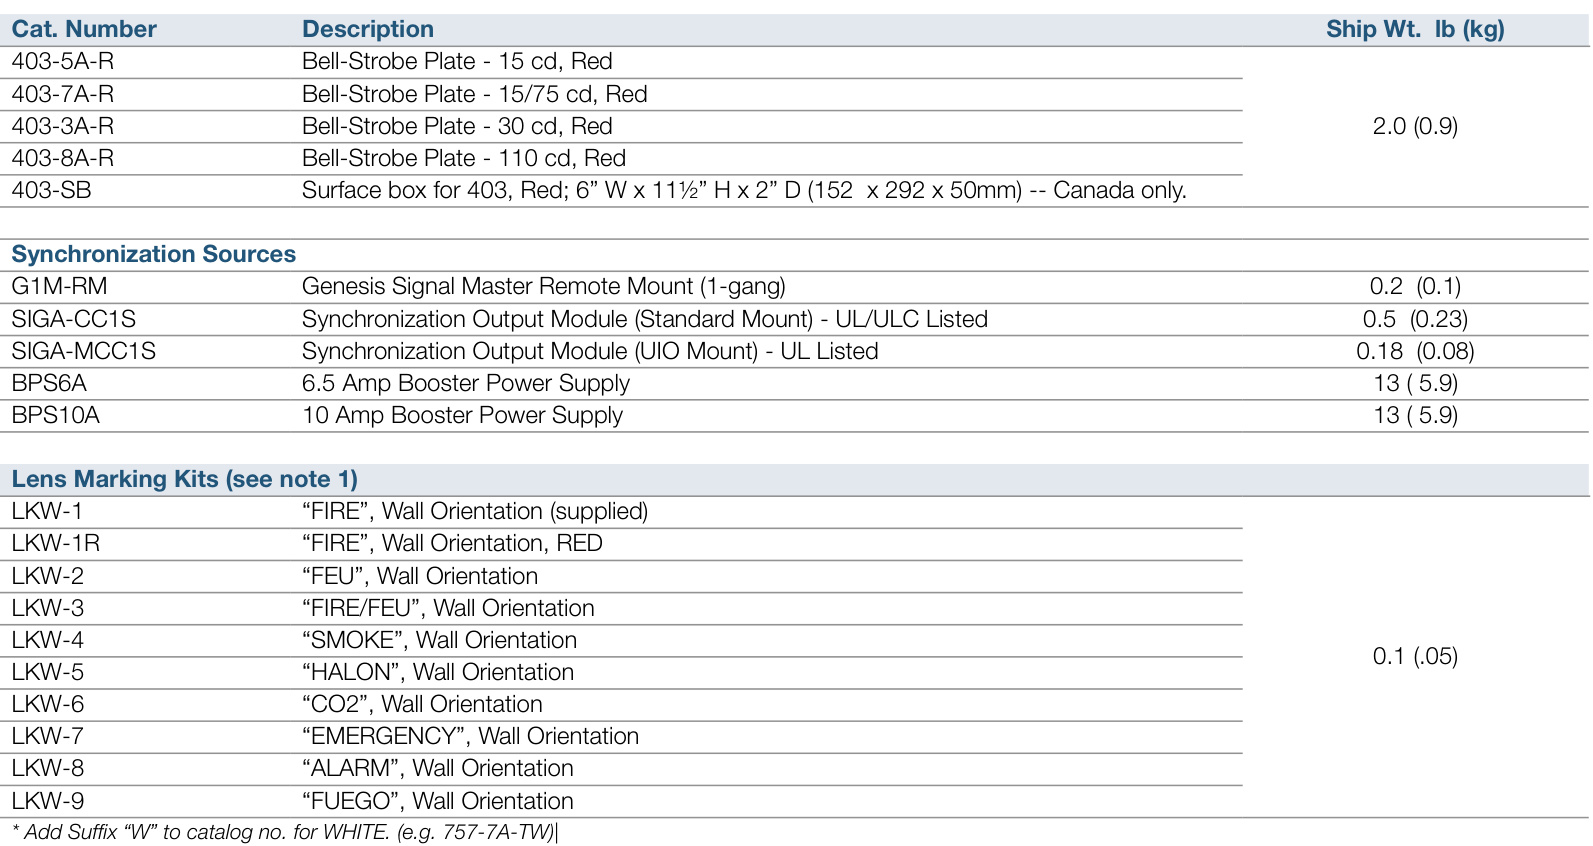 Cat. Number Description Ship Wt.  lb (kg)
403-5A-R Bell-Strobe Plate - 15 cd, Red
403-7A-R Bell-Strobe Plate - 15/75 cd, Red
403-3A-R Bell-Strobe Plate - 30 cd, Red 2.0 (0.9)
403-8A-R Bell-Strobe Plate - 110 cd, Red
403-SB Surface box for 403, Red; 6” W x 11½” H x 2” D (152  x 292 x 50mm) -- Canada only.
Synchronization Sources
G1M-RM Genesis Signal Master Remote Mount (1-gang) 0.2  (0.1)
SIGA-CC1S Synchronization Output Module (Standard Mount) - UL/ULC Listed 0.5  (0.23)
SIGA-MCC1S Synchronization Output Module (UIO Mount) - UL Listed 0.18  (0.08)
BPS6A 6.5 Amp Booster Power Supply 13 ( 5.9)
BPS10A 10 Amp Booster Power Supply 13 ( 5.9)
Lens Marking Kits (see note 1)
LKW-1 “FIRE”, Wall Orientation (supplied)
LKW-1R “FIRE”, Wall Orientation, RED
LKW-2 “FEU”, Wall Orientation
LKW-3 “FIRE/FEU”, Wall Orientation
LKW-4 “SMOKE”, Wall Orientation
0.1 (.05)
LKW-5 “HALON”, Wall Orientation
LKW-6 “CO2”, Wall Orientation
LKW-7 “EMERGENCY”, Wall Orientation
LKW-8 “ALARM”, Wall Orientation
LKW-9 “FUEGO”, Wall Orientation
* Add Suffix “W” to catalog no. for WHITE. (e.g. 757-7A-TW)|